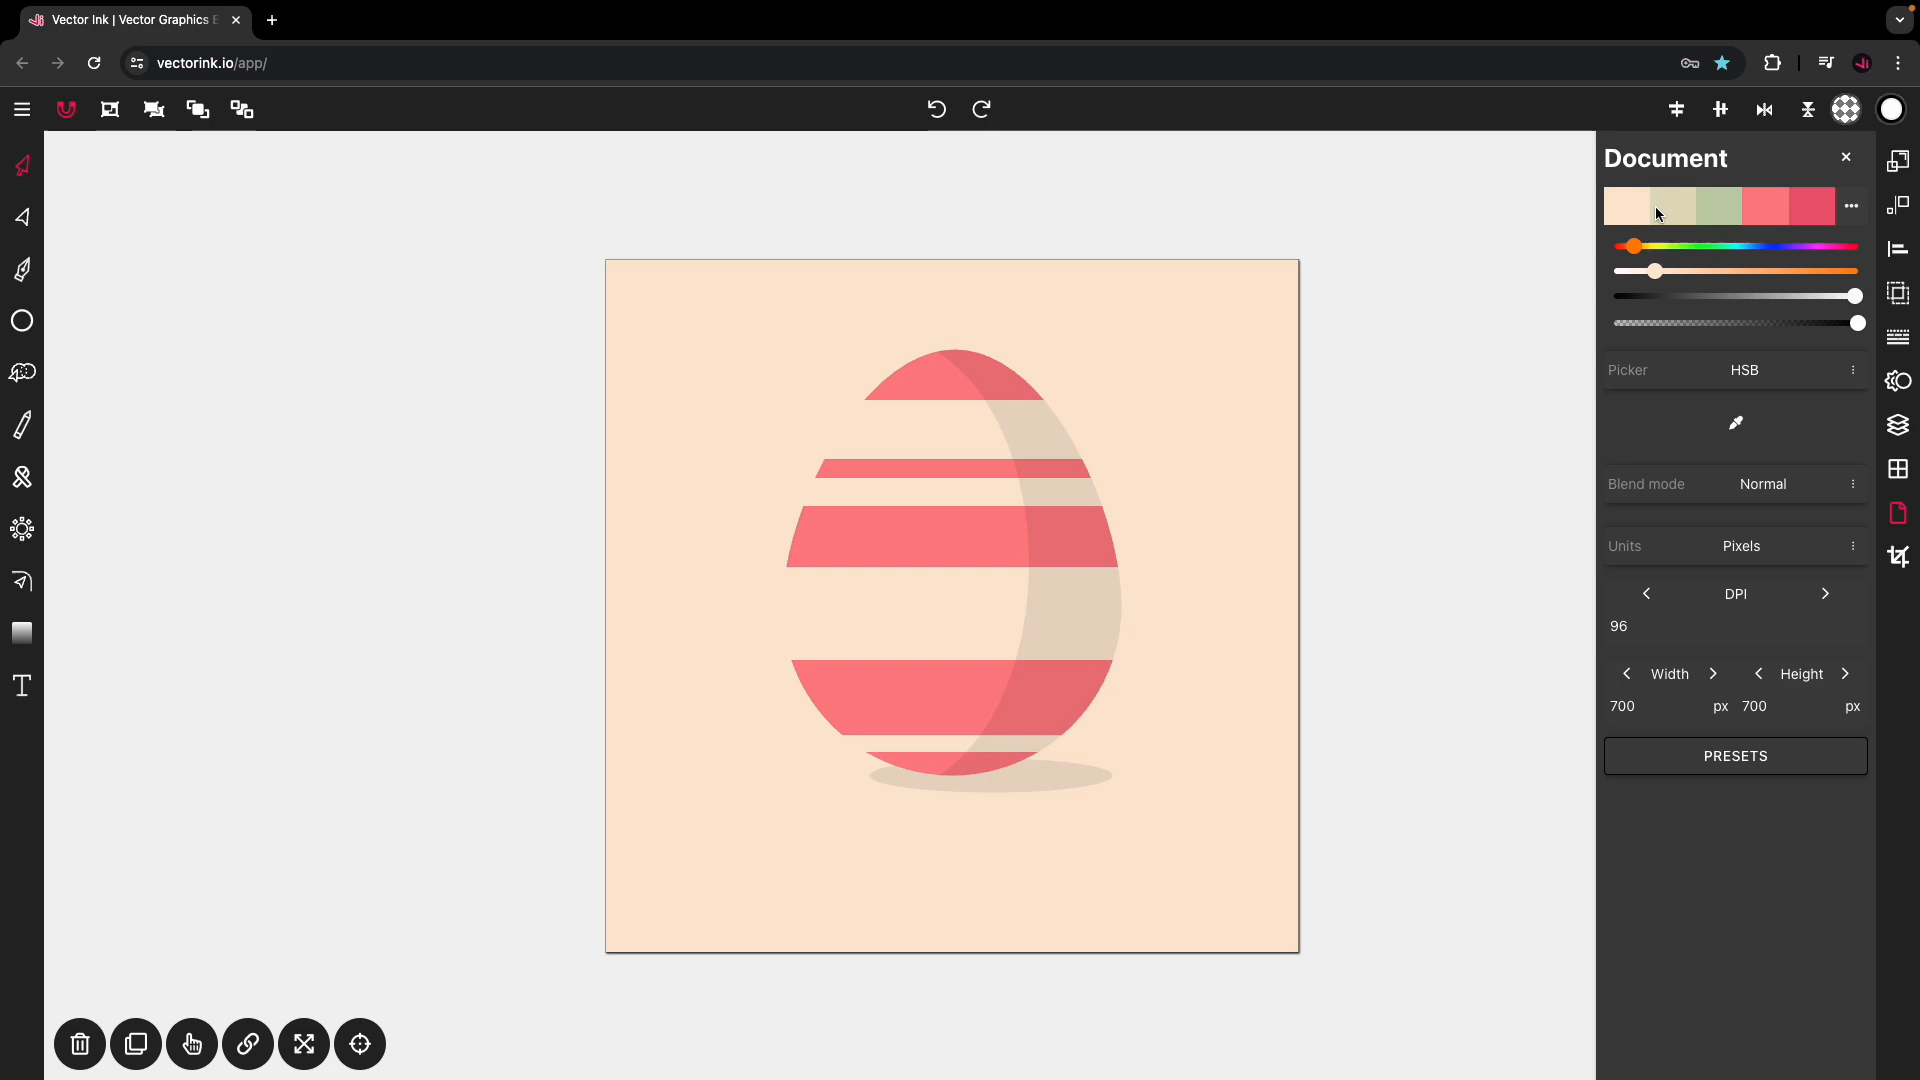 Vector Ink | Vector Graphics E
vectorink.io/app/
Document
Picker HSB
Blend mode Normal
Units Pixels
DPI
96
Width Height
700 px 700 px
PRESETS
T